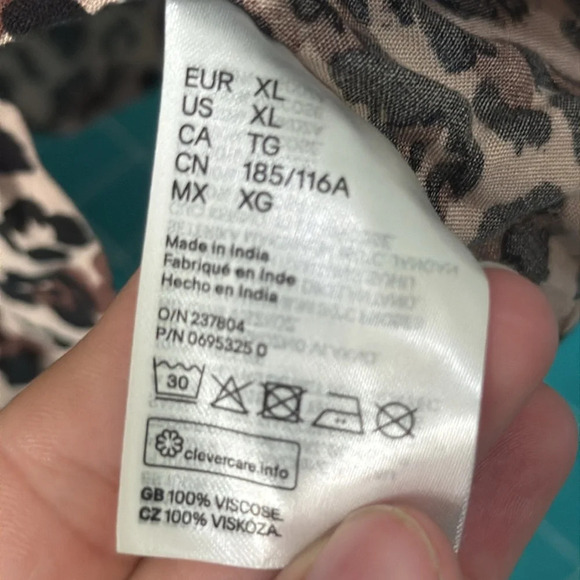 EUR XL
US XL
CA TG
CN 185/116A
MX XG
Made in India
Fabriqué en Inde
Hecho en India
O/N 237804
P/N 0695325 0
30
clevercare.info
GB 100% VISCOSE.
CZ 100% VISKÓZA.